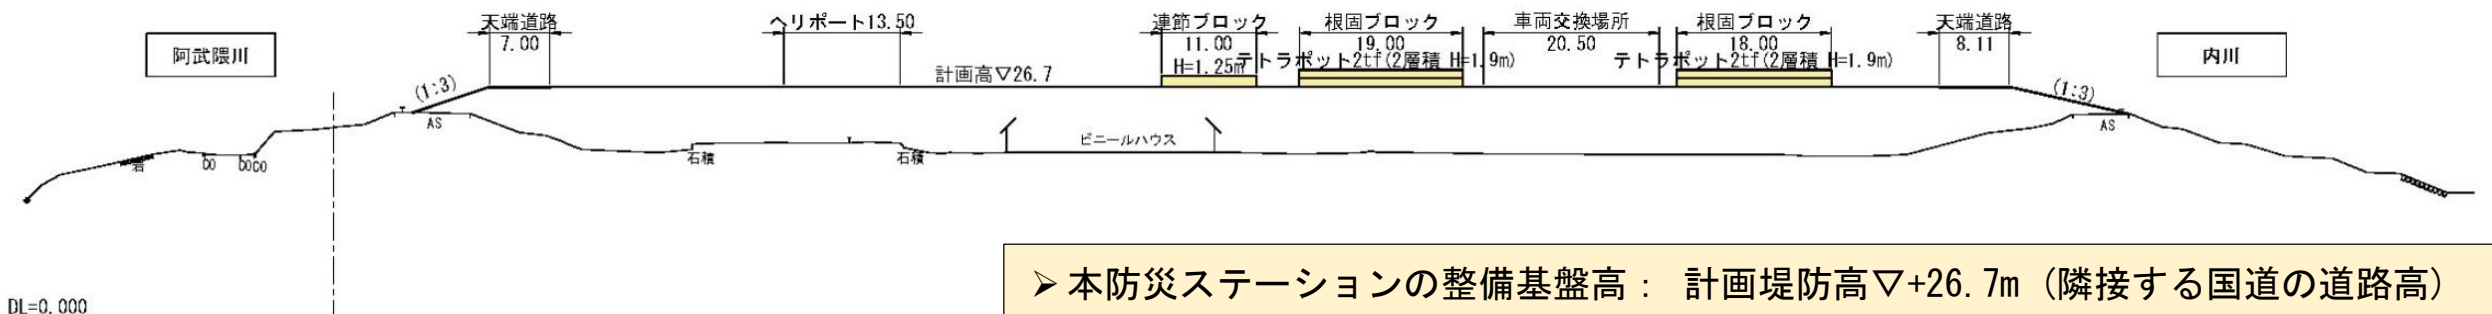 天端道路
7.00
ヘリポート13.50
連節ブロック
11.00
H=1.25m
根固ブロック
19.00
テトラポット2tf(2層積 H=1.9m)
車両交換場所
20.50
根固ブロック
18.00
テトラポット2tf(2層積 H=1.9m)
天端道路
8.11
阿武隈川
内川
計画高▽26.7
(1:3)
(1:3)
AS
AS
ビニールハウス
石積
石積
岩
CO
CO
CO
➢ 本防災ステーションの整備基盤高： 計画堤防高▽+26.7m (隣接する国道の道路高)
DL=0.000